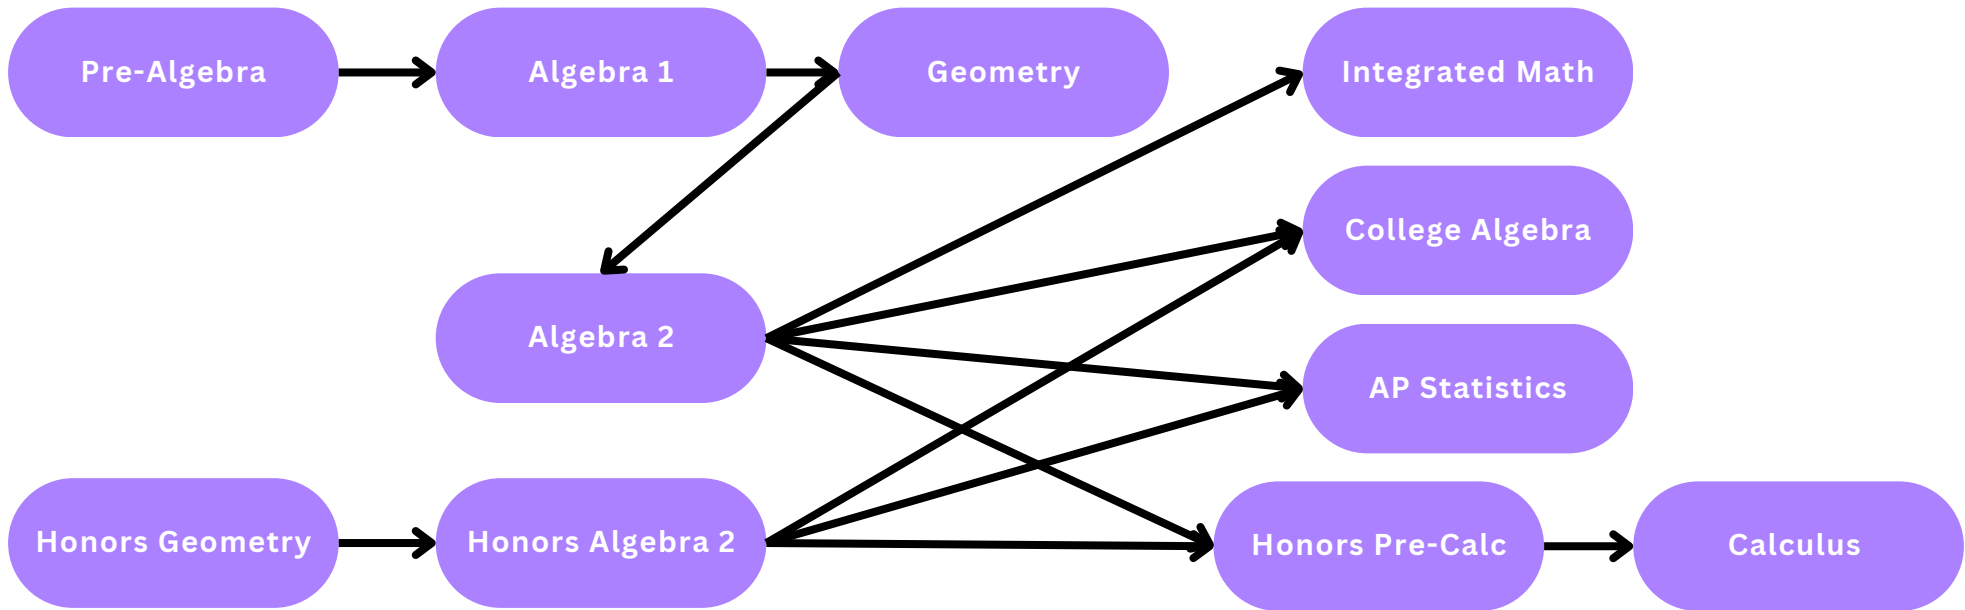 Pre-Algebra
Algebra 1
Geometry
Integrated Math
College Algebra
Algebra 2
AP Statistics
Honors Geometry
Honors Algebra 2
Honors Pre-Calc
Calculus